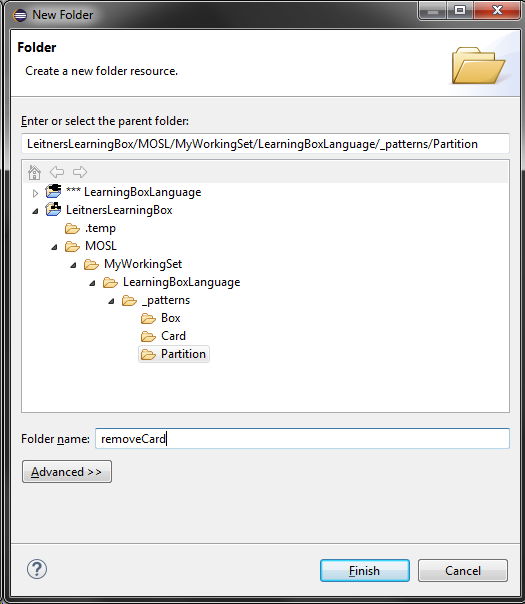 New Folder
Folder
Create a new folder resource.
Enter or select the parent folder:
LeitnersLearningBox/MOSL/MyWorkingSet/LearningBoxLanguage/_patterns/Partition
*** LearningBoxLanguage
LeitnersLearningBox
.temp
MOSL
MyWorkingSet
LearningBoxLanguage
_patterns
Box
Card
Partition
Folder name: removeCard
Advanced >>
? Finish Cancel